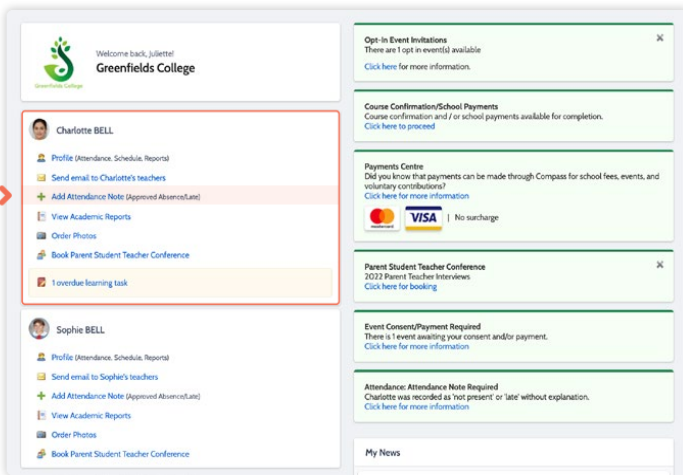 Welcome back, Juliette!
Greenfields College
Greenfields College
Charlotte BELL
Profile (Attendance, Schedule, Reports)
Send email to Charlotte's teachers
Add Attendance Note (Approved Absence/Late)
View Academic Reports
Order Photos
Book Parent Student Teacher Conference
1 overdue learning task
Sophie BELL
Profile (Attendance, Schedule, Reports)
Send email to Sophie's teachers
Add Attendance Note (Approved Absence/Late)
View Academic Reports
Order Photos
Book Parent Student Teacher Conference
Opt-In Event Invitations
There are 1 opt in event(s) available
Click here for more information.
Course Confirmation/School Payments
Course confirmation and / or school payments available for completion.
Click here to proceed
Payments Centre
Did you know that payments can be made through Compass for school fees, events, and
voluntary contributions?
Click here for more information
mastercard VISA | No surcharge
Parent Student Teacher Conference
2022 Parent Teacher Interviews
Click here for booking
Event Consent/Payment Required
There is 1 event awaiting your consent and/or payment.
Click here for more information
Attendance: Attendance Note Required
Charlotte was recorded as 'not present' or 'late' without explanation.
Click here for more information
My News